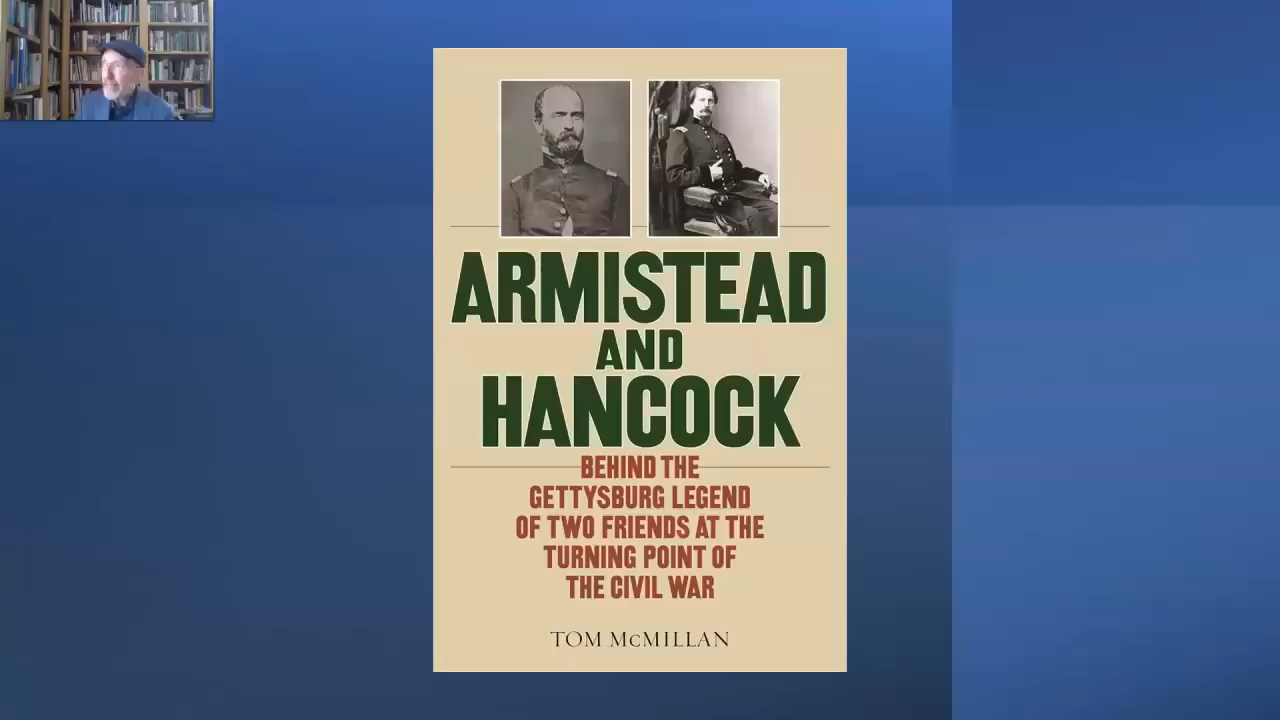 ARMISTEAD
AND
HANCOCK
BEHIND THE
GETTYSBURG LEGEND
OF TWO FRIENDS AT THE
TURNING POINT OF
THE CIVIL WAR
TOM McMILLAN